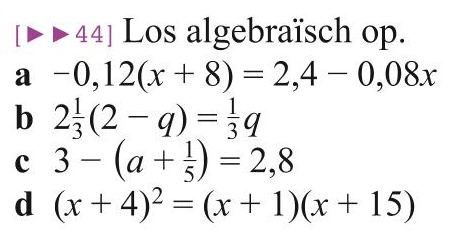 [▶▶44] Los algebraïsch op.
a −0,12(x + 8) = 2,4 − 0,08x
b 2⅓(2 − q) = ⅓q
c 3 − (a + ⅕) = 2,8
d (x + 4)² = (x + 1)(x + 15)